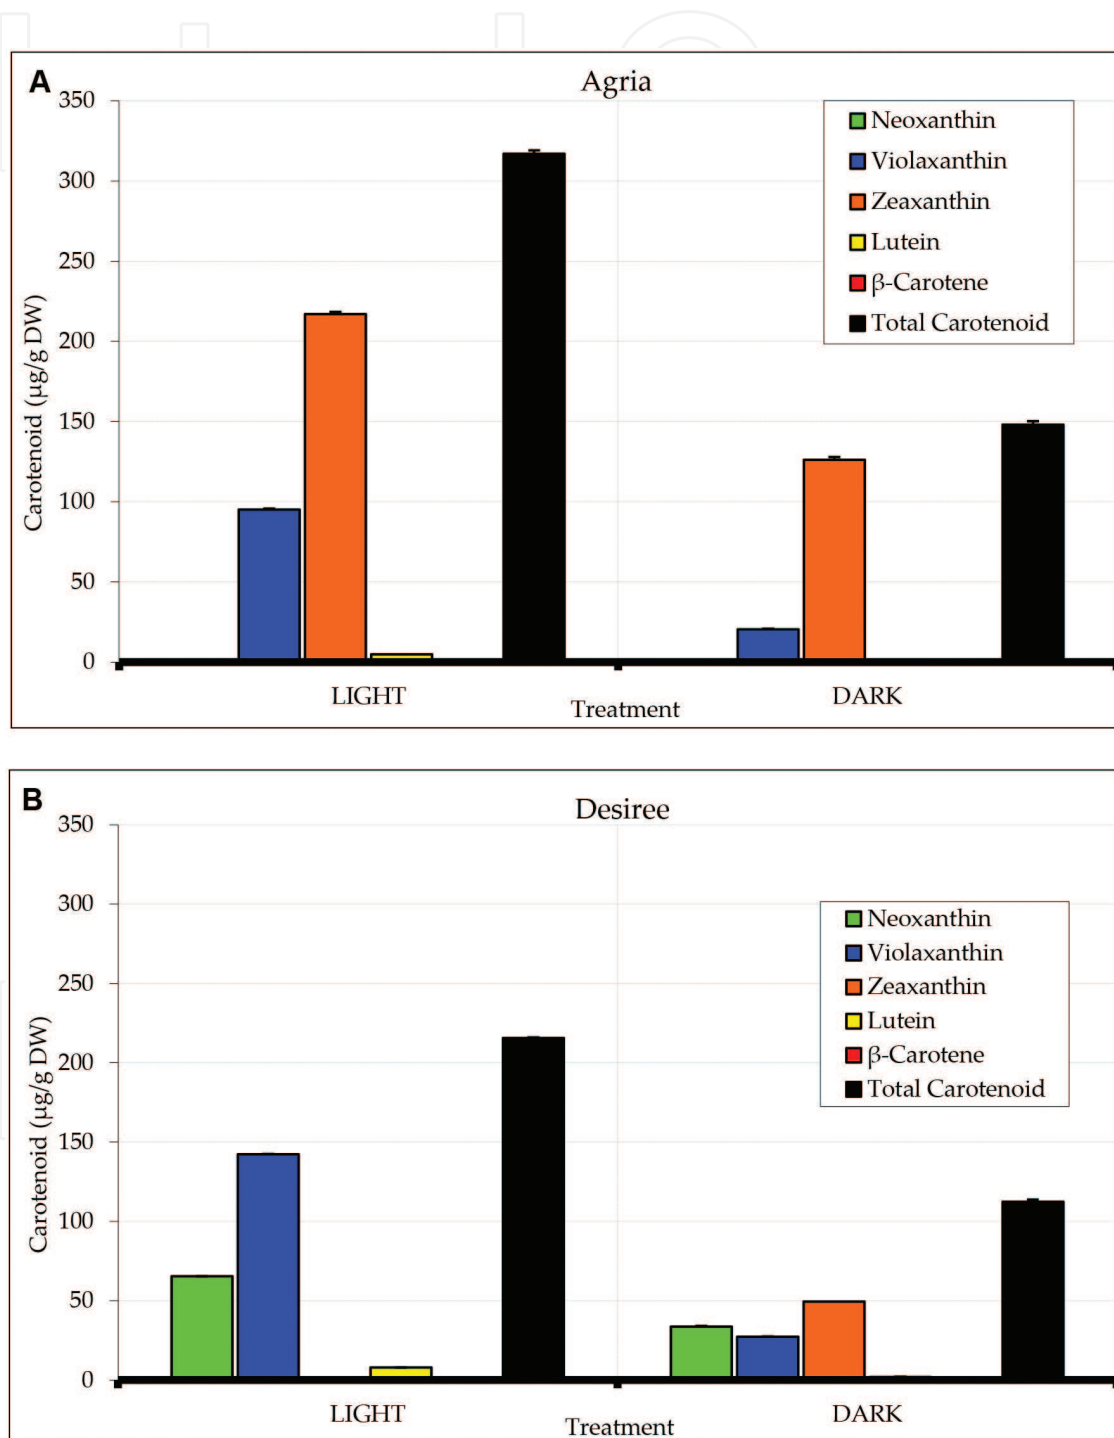 A
Agria
350
300
250
200
150
100
50
0
Carotenoid (µg/g DW)
Neoxanthin
Violaxanthin
Zeaxanthin
Lutein
β-Carotene
Total Carotenoid
LIGHT
DARK
Treatment
B
Desiree
350
300
250
200
150
100
50
0
Carotenoid (µg/g DW)
Neoxanthin
Violaxanthin
Zeaxanthin
Lutein
β-Carotene
Total Carotenoid
LIGHT
DARK
Treatment